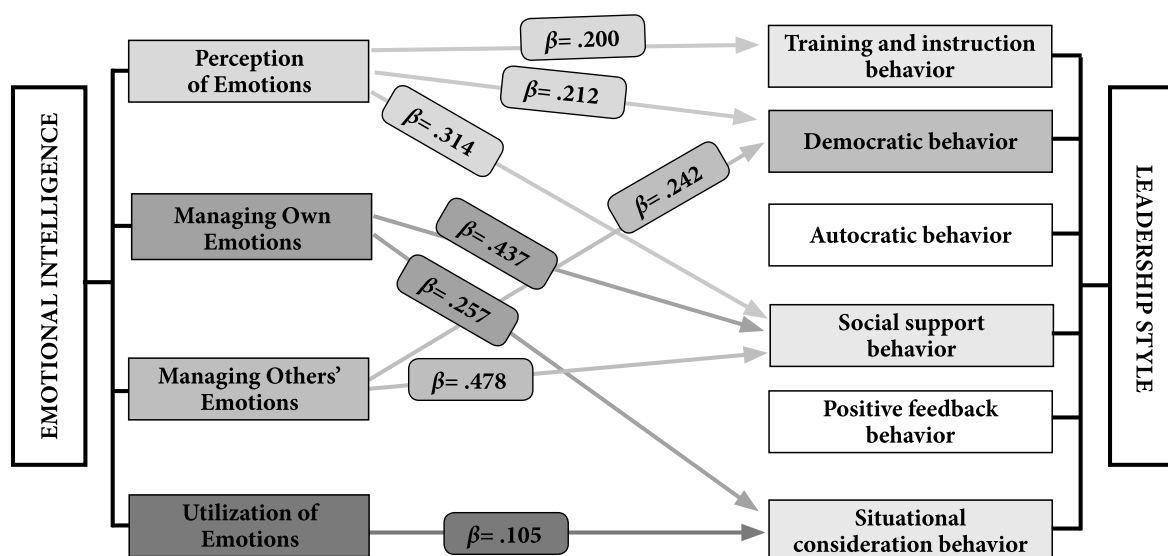 EMOTIONAL INTELLIGENCE
Perception
of Emotions
Managing Own
Emotions
Managing Others’
Emotions
Utilization of
Emotions
β= .200
β= .212
β= .314
β= .242
β= .437
β= .257
β= .478
β= .105
Training and instruction
behavior
Democratic behavior
Autocratic behavior
Social support
behavior
Positive feedback
behavior
Situational
consideration behavior
LEADERSHIP STYLE